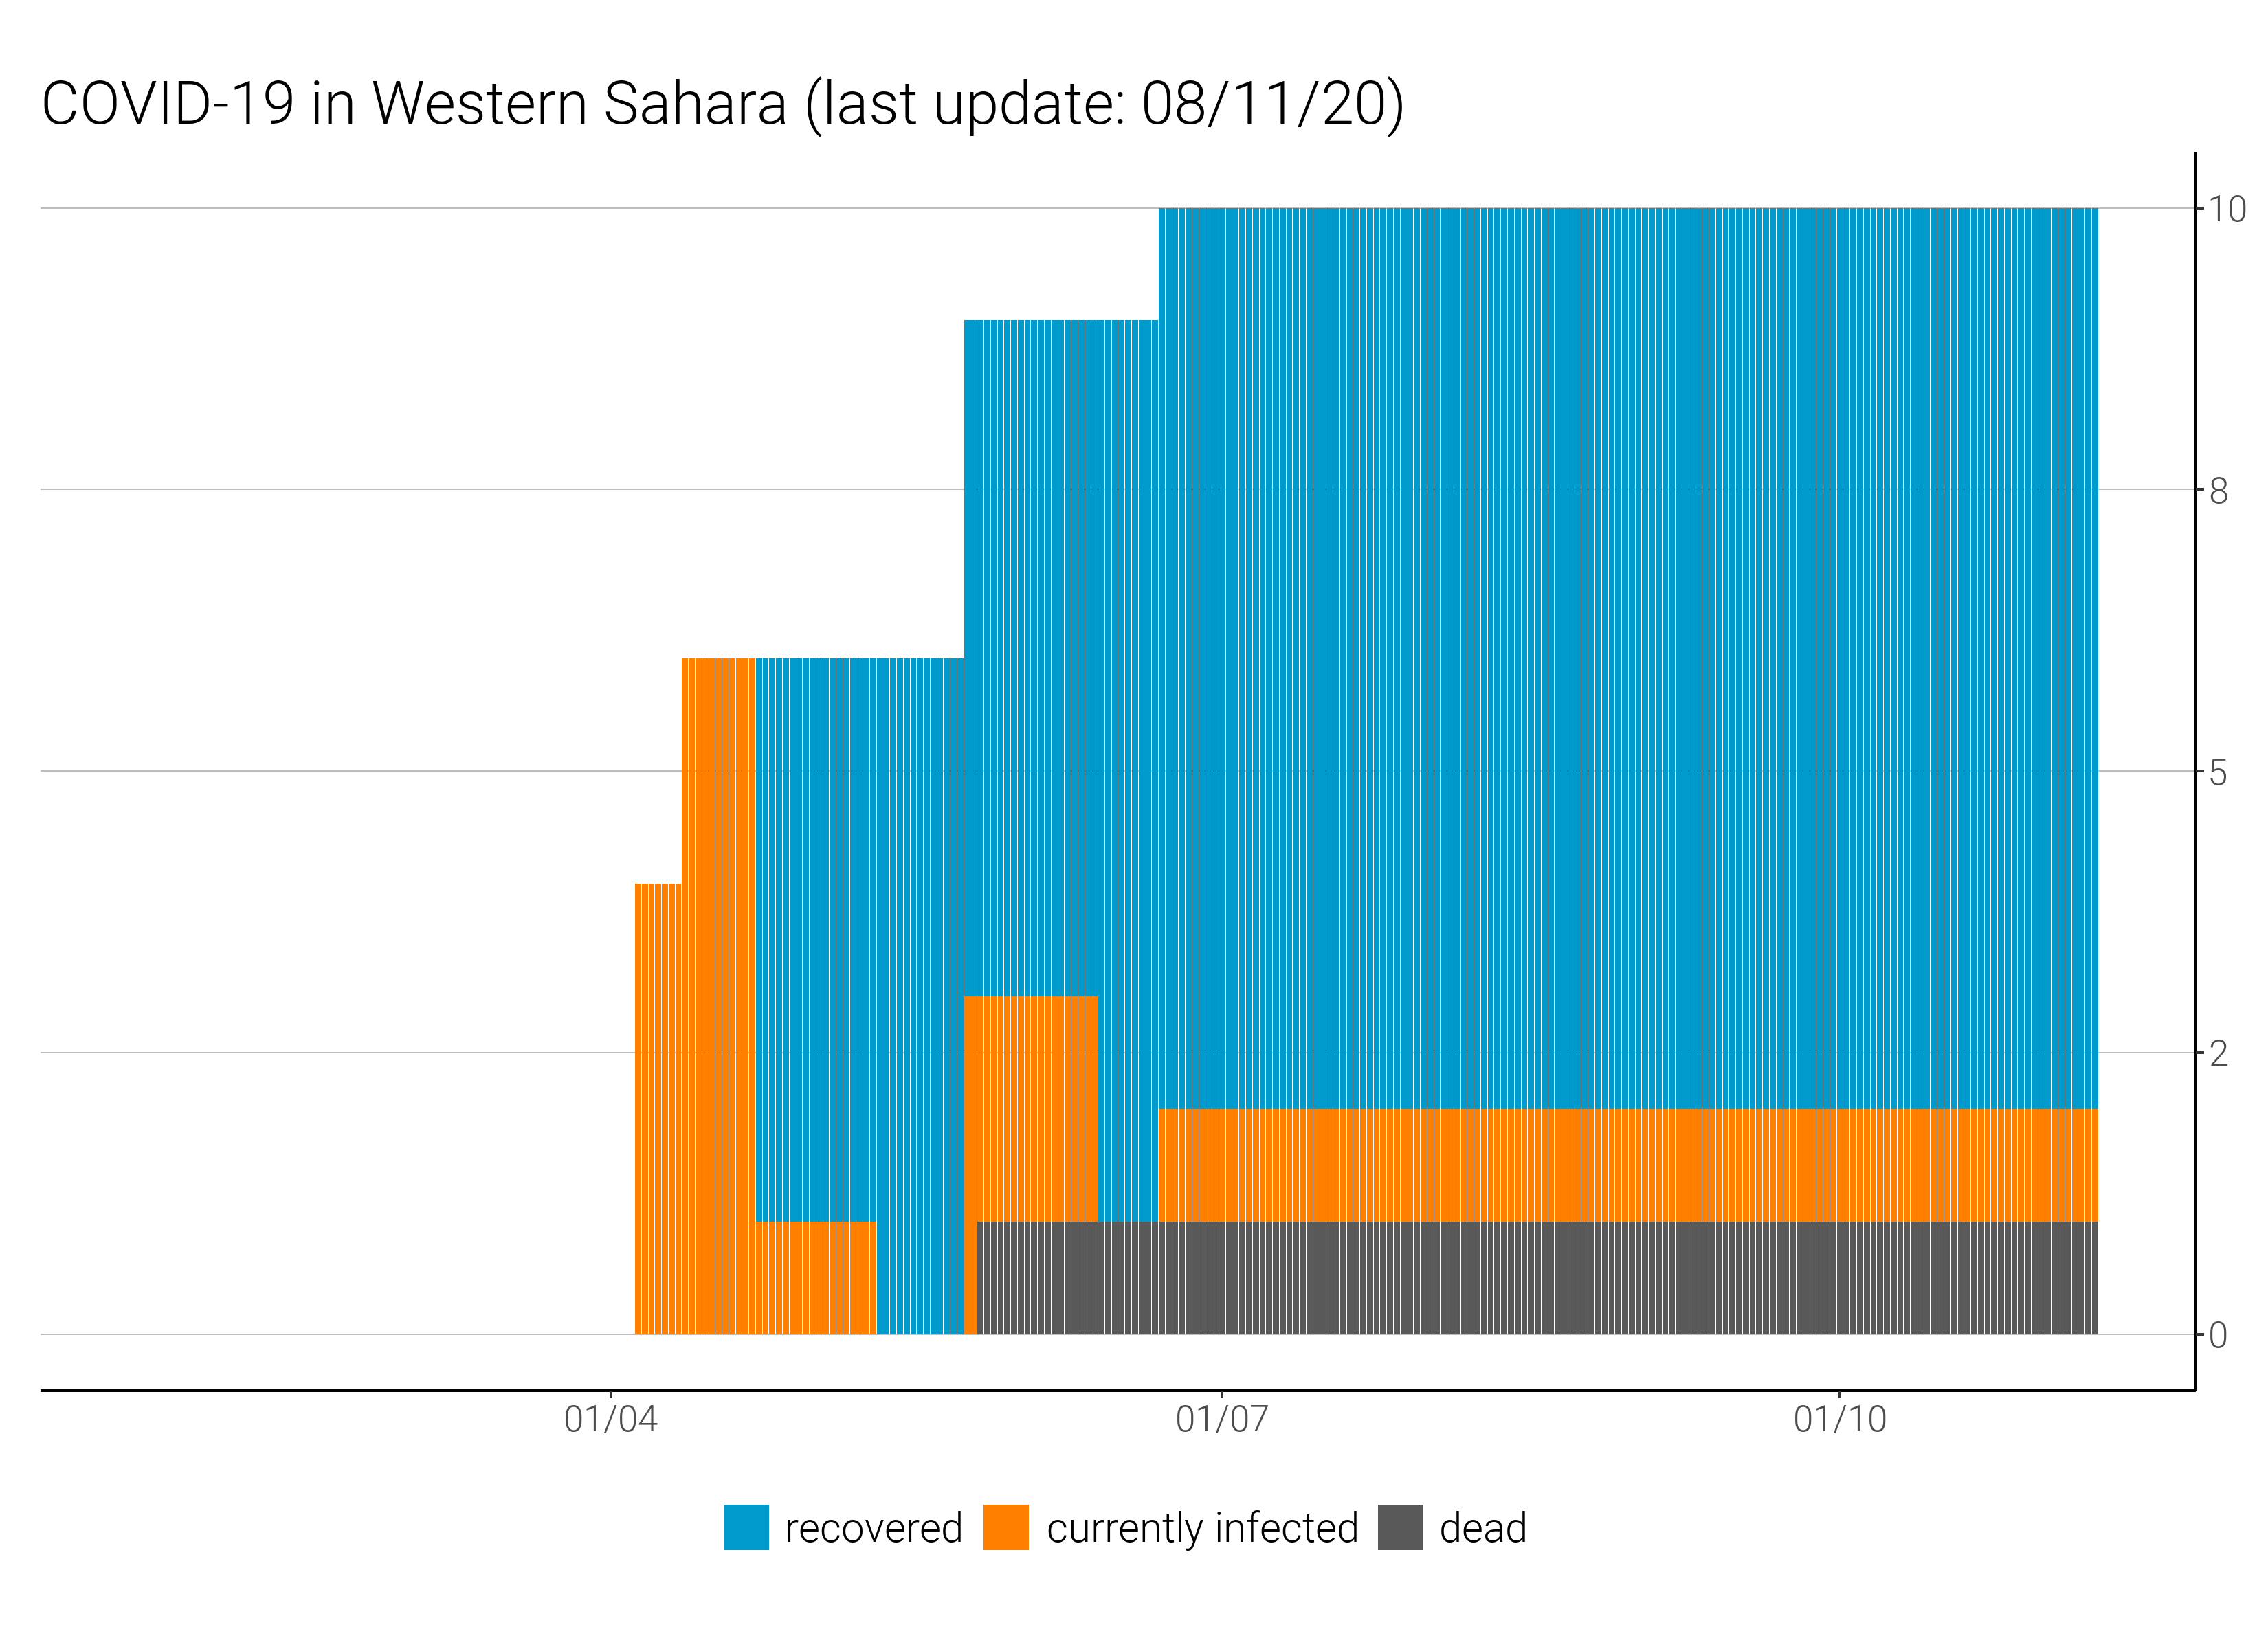 COVID-19 in Western Sahara (last update: 08/11/20)
10
8
5
2
0
01/04 01/07 01/10
recovered currently infected dead